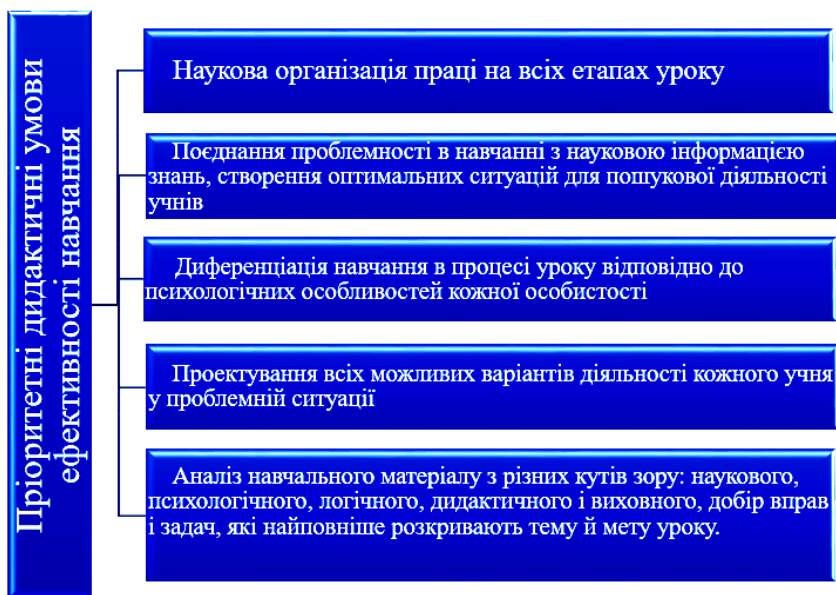 Пріоритетні дидактичні умови
ефективності навчання
Наукова організація праці на всіх етапах уроку
Поєднання проблемності в навчанні з науковою інформацією
знань, створення оптимальних ситуацій для пошукової діяльності
учнів
Диференціація навчання в процесі уроку відповідно до
психологічних особливостей кожної особистості
Проектування всіх можливих варіантів діяльності кожного учня
у проблемній ситуації
Аналіз навчального матеріалу з різних кутів зору: наукового,
психологічного, логічного, дидактичного і виховного, добір вправ
і задач, які найповніше розкривають тему й мету уроку.